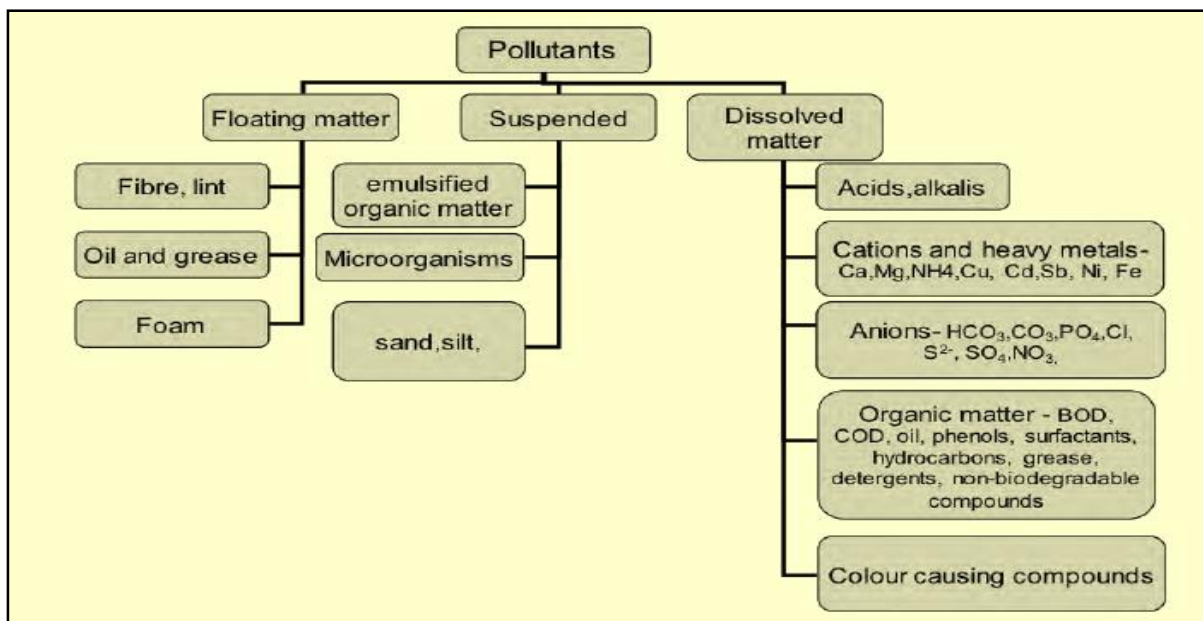 Pollutants
Floating matter
Fibre, lint
Oil and grease
Foam
Suspended
emulsified
organic matter
Microorganisms
sand,silt,
Dissolved
matter
Acids,alkalis
Cations and heavy metals-
Ca,Mg,NH4,Cu, Cd,Sb, Ni, Fe
Anions- HCO₃,CO₃,PO₄,Cl,
S²⁻, SO₄,NO₃,
Organic matter - BOD,
COD, oil, phenols, surfactants,
hydrocarbons, grease,
detergents, non-biodegradable
compounds
Colour causing compounds